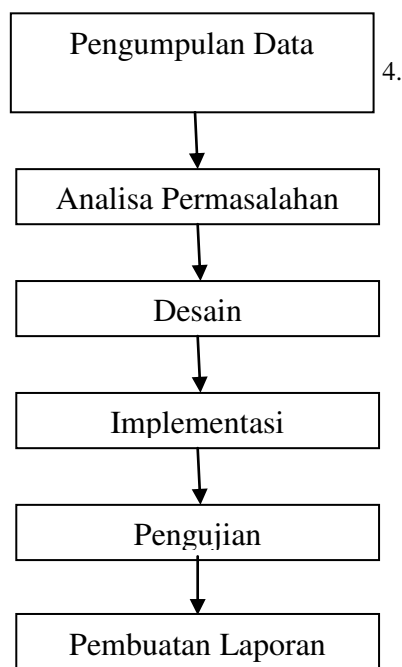 Pengumpulan Data
4.
Analisa Permasalahan
Desain
Implementasi
Pengujian
Pembuatan Laporan